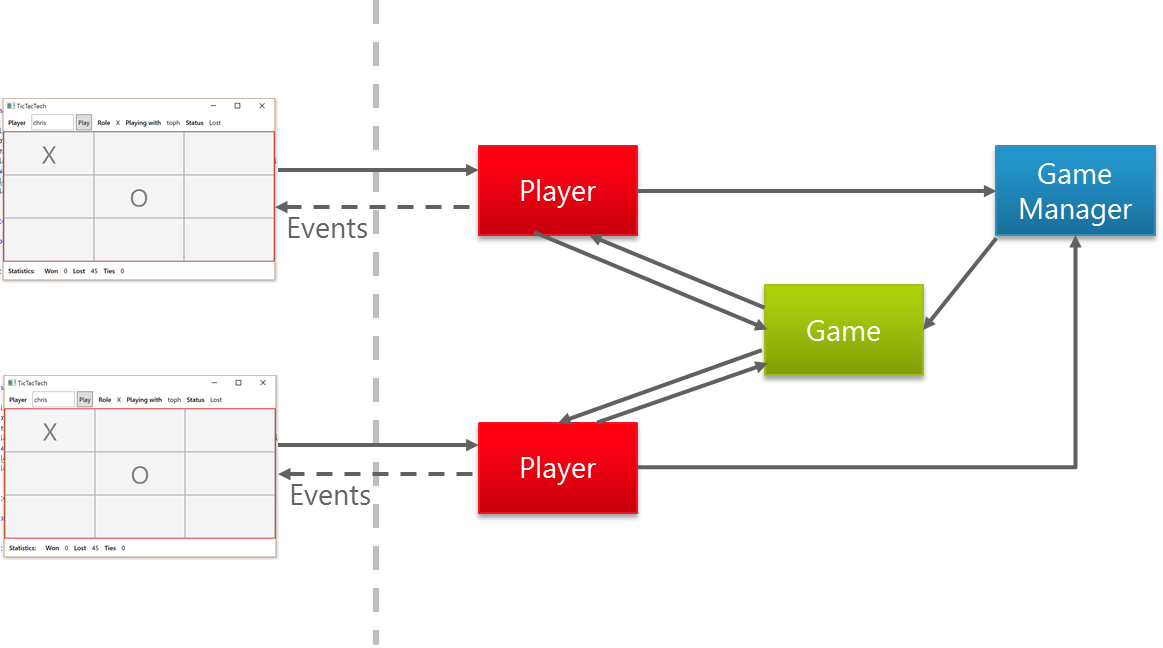 TicTacTech
Player chris Play Role X Playing with toph Status Lost
X
O
Statistics: Won 0 Lost 45 Ties 0
Events
Player
Game
Manager
Game
TicTacTech
Player chris Play Role X Playing with toph Status Lost
X
O
Statistics: Won 0 Lost 45 Ties 0
Events
Player